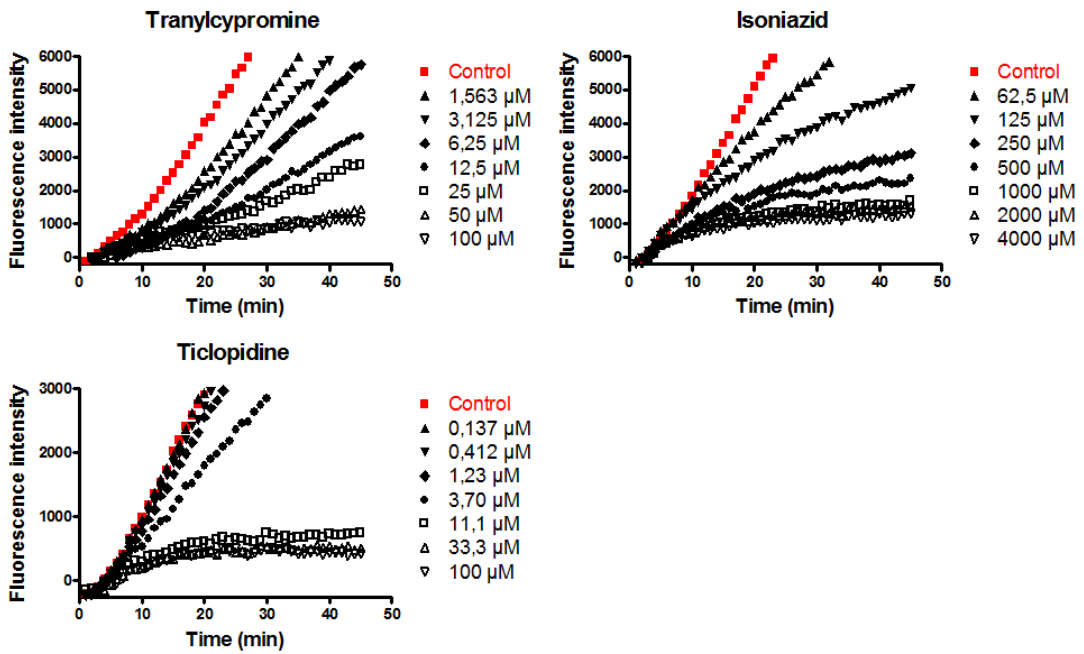 Tranylcypromine
Fluorescence intensity
6000
5000
4000
3000
2000
1000
0
0 10 20 30 40 50
Time (min)
Control
1,563 µM
3,125 µM
6,25 µM
12,5 µM
25 µM
50 µM
100 µM
Isoniazid
Fluorescence intensity
6000
5000
4000
3000
2000
1000
0
0 10 20 30 40 50
Time (min)
Control
62,5 µM
125 µM
250 µM
500 µM
1000 µM
2000 µM
4000 µM
Ticlopidine
Fluorescence intensity
3000
2000
1000
0
0 10 20 30 40 50
Time (min)
Control
0,137 µM
0,412 µM
1,23 µM
3,70 µM
11,1 µM
33,3 µM
100 µM